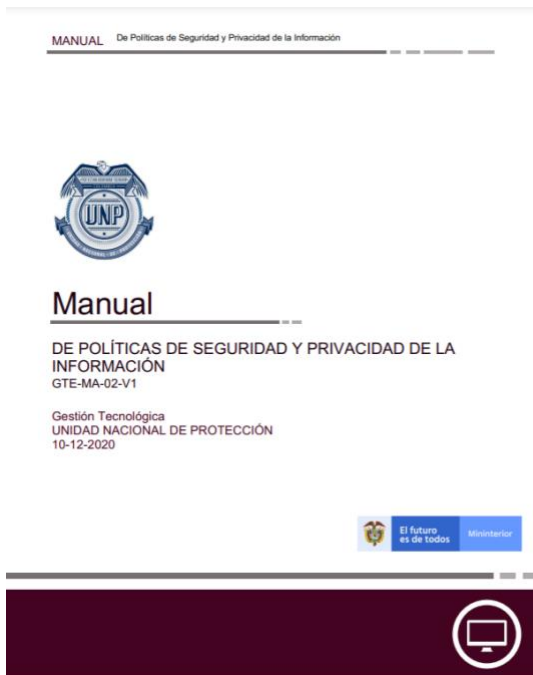 MANUAL De Políticas de Seguridad y Privacidad de la Información
UNP
Manual
DE POLÍTICAS DE SEGURIDAD Y PRIVACIDAD DE LA
INFORMACIÓN
GTE-MA-02-V1
Gestión Tecnológica
UNIDAD NACIONAL DE PROTECCIÓN
10-12-2020
El futuro
es de todos
Mininterior